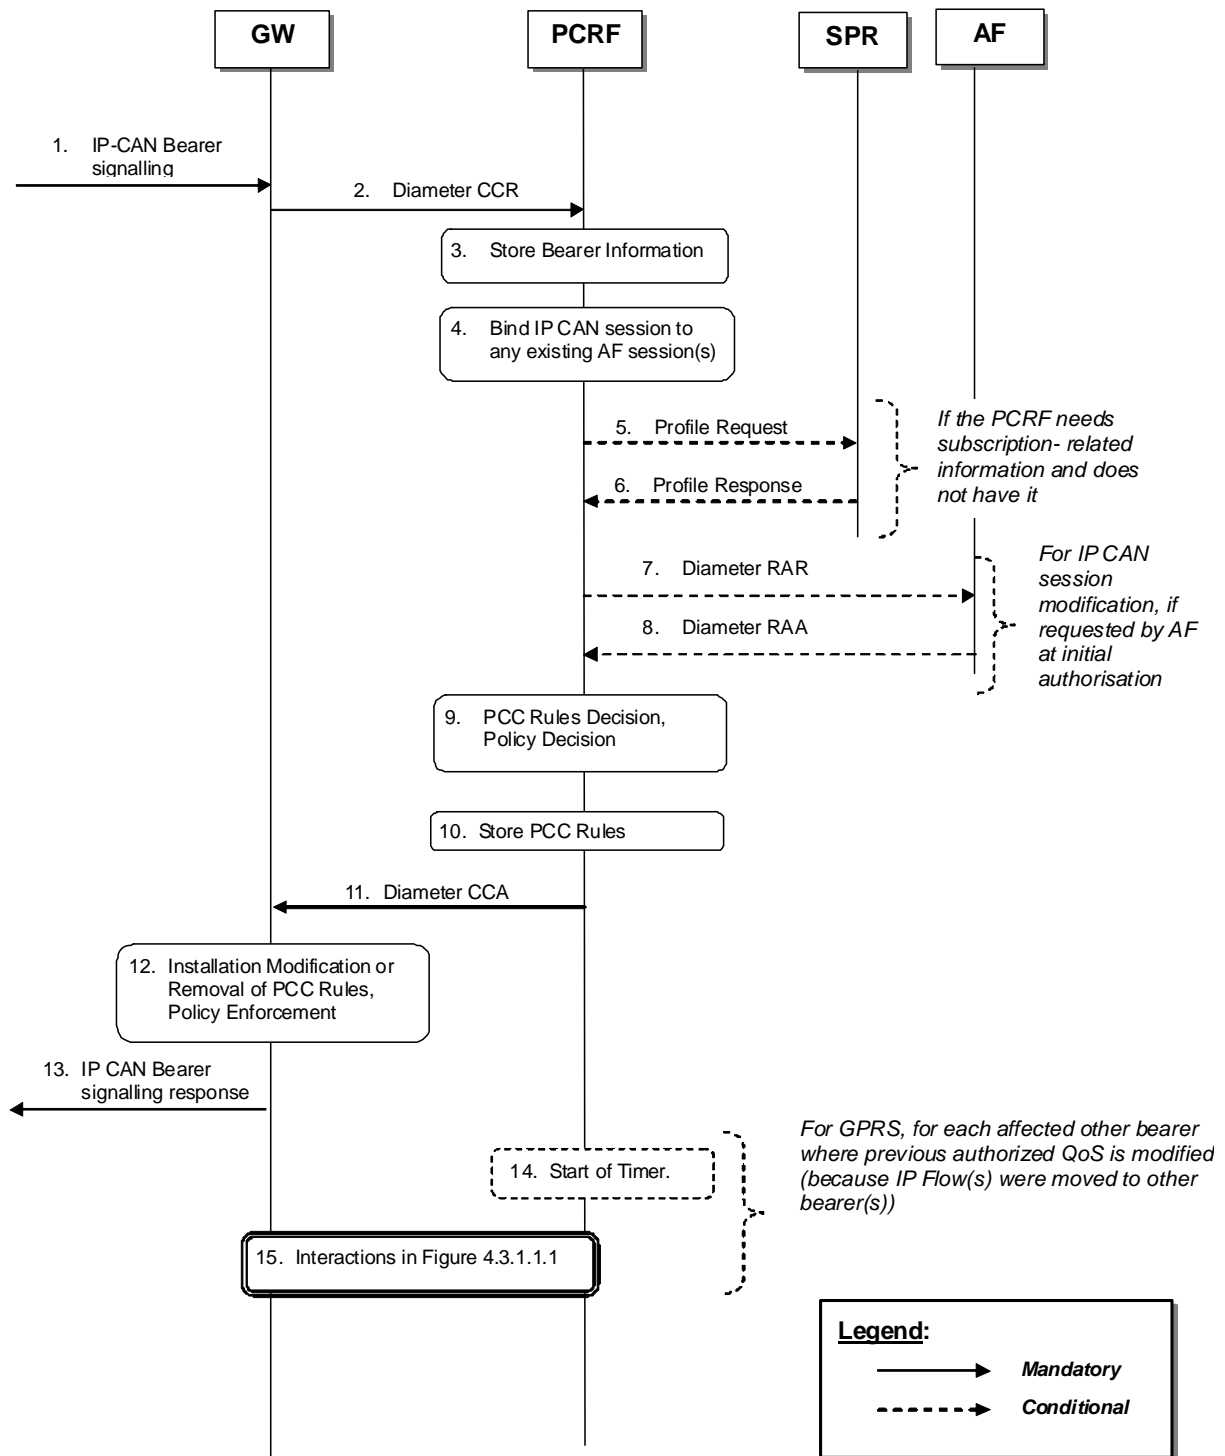 GW
PCRF
SPR
AF
1. IP-CAN Bearer
signalling
2. Diameter CCR
3. Store Bearer Information
4. Bind IP CAN session to
any existing AF session(s)
5. Profile Request
6. Profile Response
If the PCRF needs
subscription- related
information and does
not have it
7. Diameter RAR
8. Diameter RAA
For IP CAN
session
modification, if
requested by AF
at initial
authorisation
9. PCC Rules Decision,
Policy Decision
10. Store PCC Rules
11. Diameter CCA
12. Installation Modification or
Removal of PCC Rules,
Policy Enforcement
13. IP CAN Bearer
signalling response
14. Start of Timer.
For GPRS, for each affected other bearer
where previous authorized QoS is modified
(because IP Flow(s) were moved to other
bearer(s))
15. Interactions in Figure 4.3.1.1.1
Legend:
Mandatory
Conditional